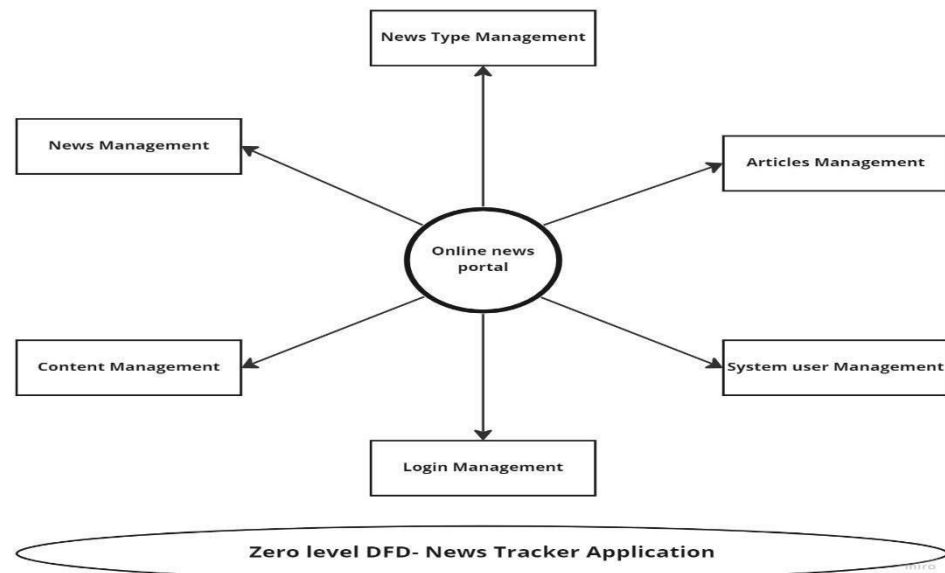 News Type Management
News Management
Articles Management
Online news
portal
Content Management
System user Management
Login Management
Zero level DFD- News Tracker Application
miro